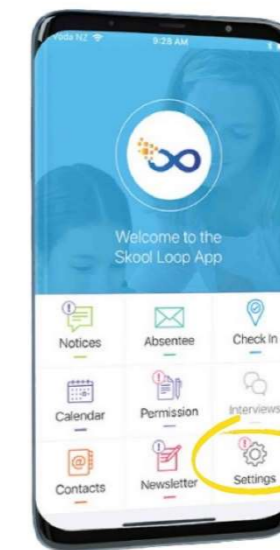 Voda NZ 9:28 AM
Welcome to the
Skool Loop App
Notices Absentee Check In
Calendar Permission Interviews
Contacts Newsletter Settings